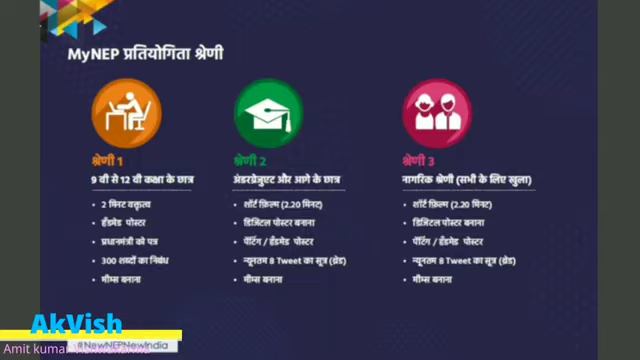 MyNEP प्रतियोगिता श्रेणी
श्रेणी 1
9 वी से 12 वी कक्षा के छात्र
• 2 मिनट वक्तृत्व
• हँडमेड पोस्टर
• प्रधानमंत्री को पत्र
• 300 शब्दों का निबंध
• मीम्स बनाना
श्रेणी 2
अंडरग्रेजुएट और आगे के छात्र
• शॉर्ट फ़िल्म (2.20 मिनट)
• डिजिटल पोस्टर बनाना
• पेंटिंग / हँडमेड पोस्टर
• न्यूनतम 8 Tweet का सूत्र (थ्रेड)
• मीम्स बनाना
श्रेणी 3
नागरिक श्रेणी (सभी के लिए खुला)
• शॉर्ट फ़िल्म (2.20 मिनट)
• डिजिटल पोस्टर बनाना
• पेंटिंग / हँडमेड पोस्टर
• न्यूनतम 8 Tweet का सूत्र (थ्रेड)
• मीम्स बनाना
AkVish
#NewNEPNewIndia
Amit kumar